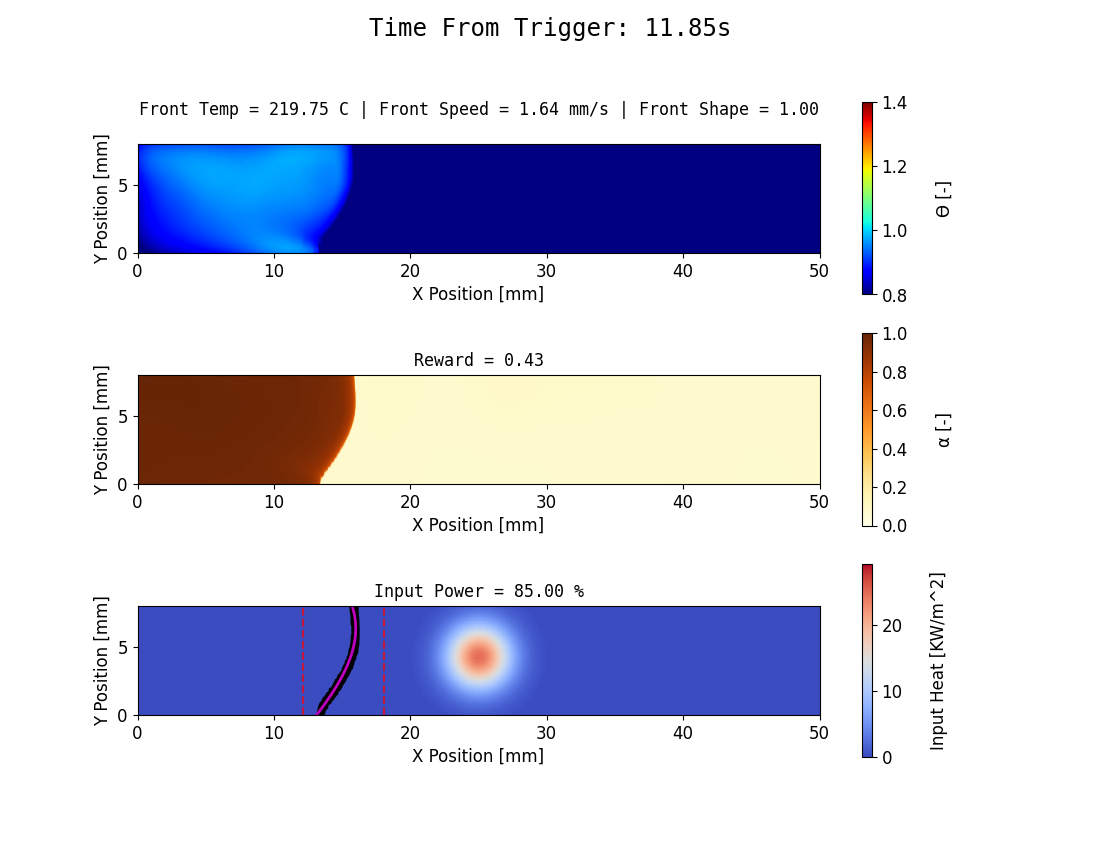 Time From Trigger: 11.85s
Front Temp = 219.75 C | Front Speed = 1.64 mm/s | Front Shape = 1.00
Y Position [mm]
5
0
0 10 20 30 40 50
X Position [mm]
1.4
1.2
1.0
0.8
Θ [-]
Reward = 0.43
Y Position [mm]
5
0
0 10 20 30 40 50
X Position [mm]
1.0
0.8
0.6
0.4
0.2
0.0
α [-]
Input Power = 85.00 %
Y Position [mm]
5
0
0 10 20 30 40 50
X Position [mm]
20
10
0
Input Heat [KW/m^2]